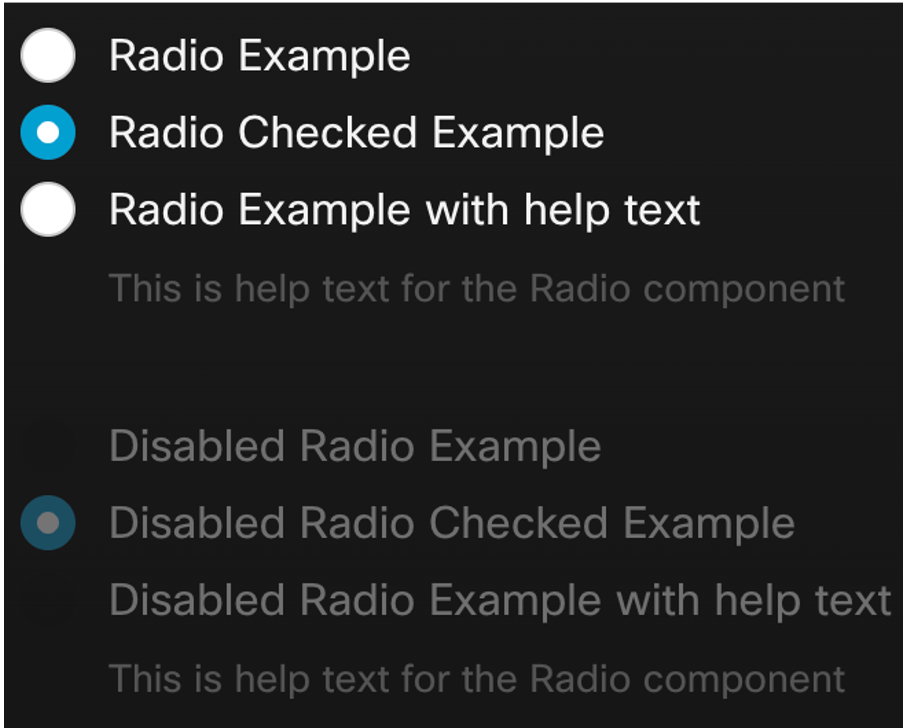 Radio Example
Radio Checked Example
Radio Example with help text
This is help text for the Radio component
Disabled Radio Example
Disabled Radio Checked Example
Disabled Radio Example with help text
This is help text for the Radio component